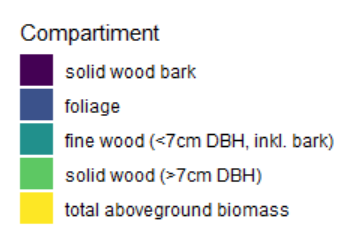 Compartiment
solid wood bark
foliage
fine wood (<7cm DBH, inkl. bark)
solid wood (>7cm DBH)
total aboveground biomass